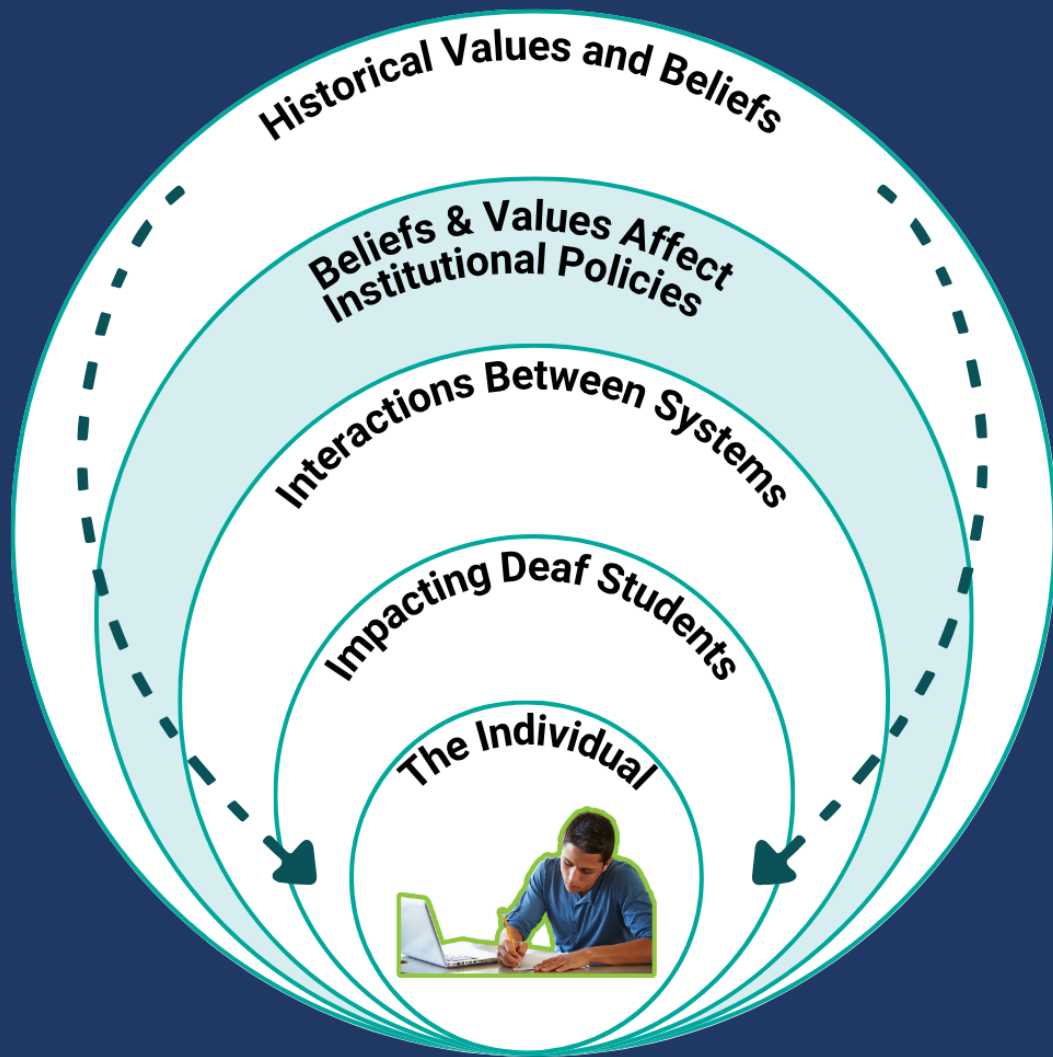 Historical Values and Beliefs
Beliefs & Values Affect
Institutional Policies
Interactions Between Systems
Impacting Deaf Students
The Individual